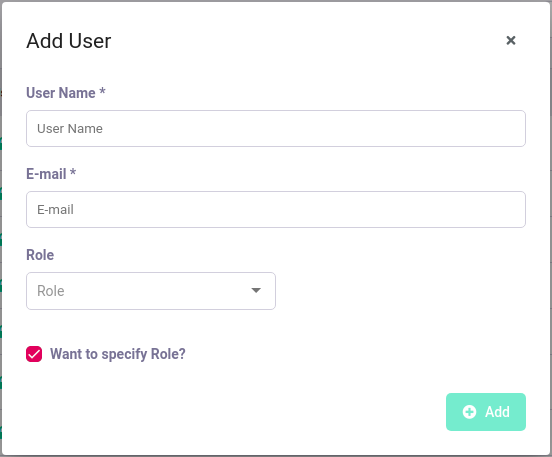 Add User
User Name *
User Name
E-mail *
E-mail
Role
Role
Want to specify Role?
Add